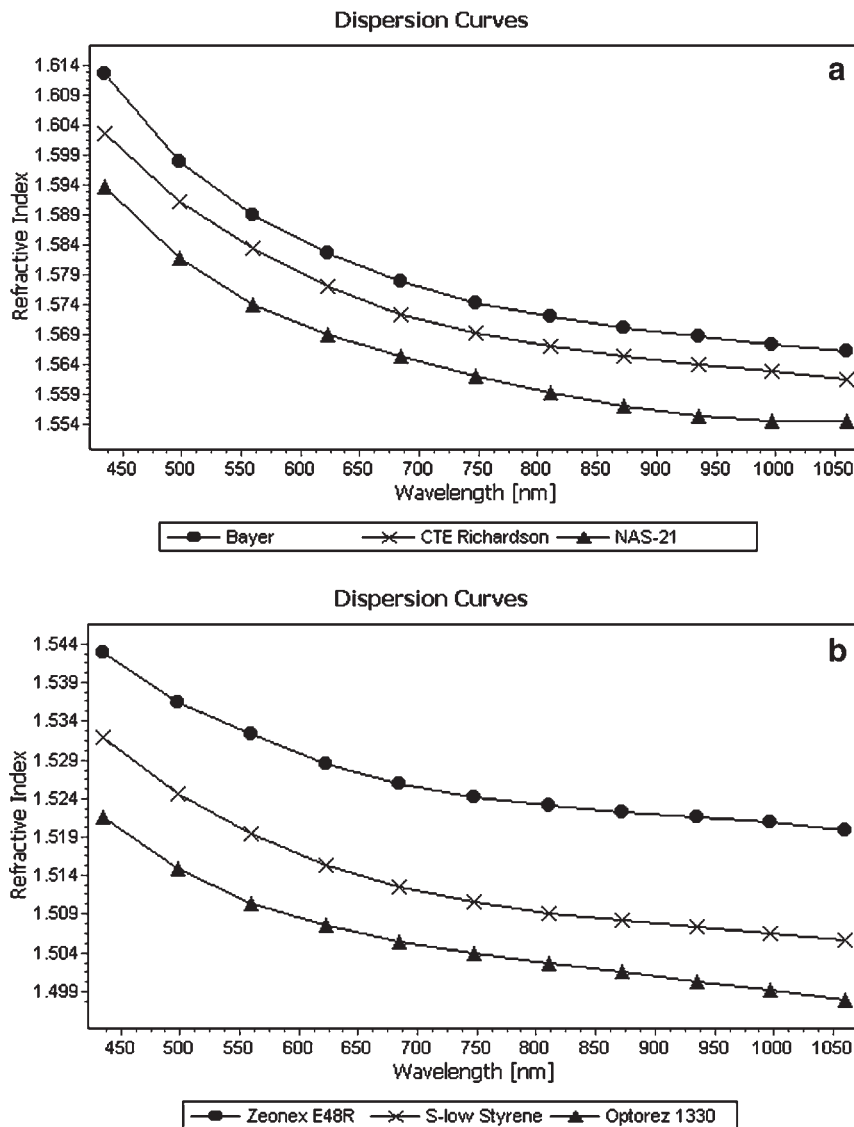 Dispersion Curves
a
1.614
1.609
1.604
1.599
1.594
1.589
1.584
1.579
1.574
1.569
1.564
1.559
1.554
Refractive Index
450 500 550 600 650 700 750 800 850 900 950 1000 1050
Wavelength [nm]
Bayer CTE Richardson NAS-21
Dispersion Curves
b
1.544
1.539
1.534
1.529
1.524
1.519
1.514
1.509
1.504
1.499
Refractive Index
450 500 550 600 650 700 750 800 850 900 950 1000 1050
Wavelength [nm]
Zeonex E48R S-low Styrene Optorez 1330